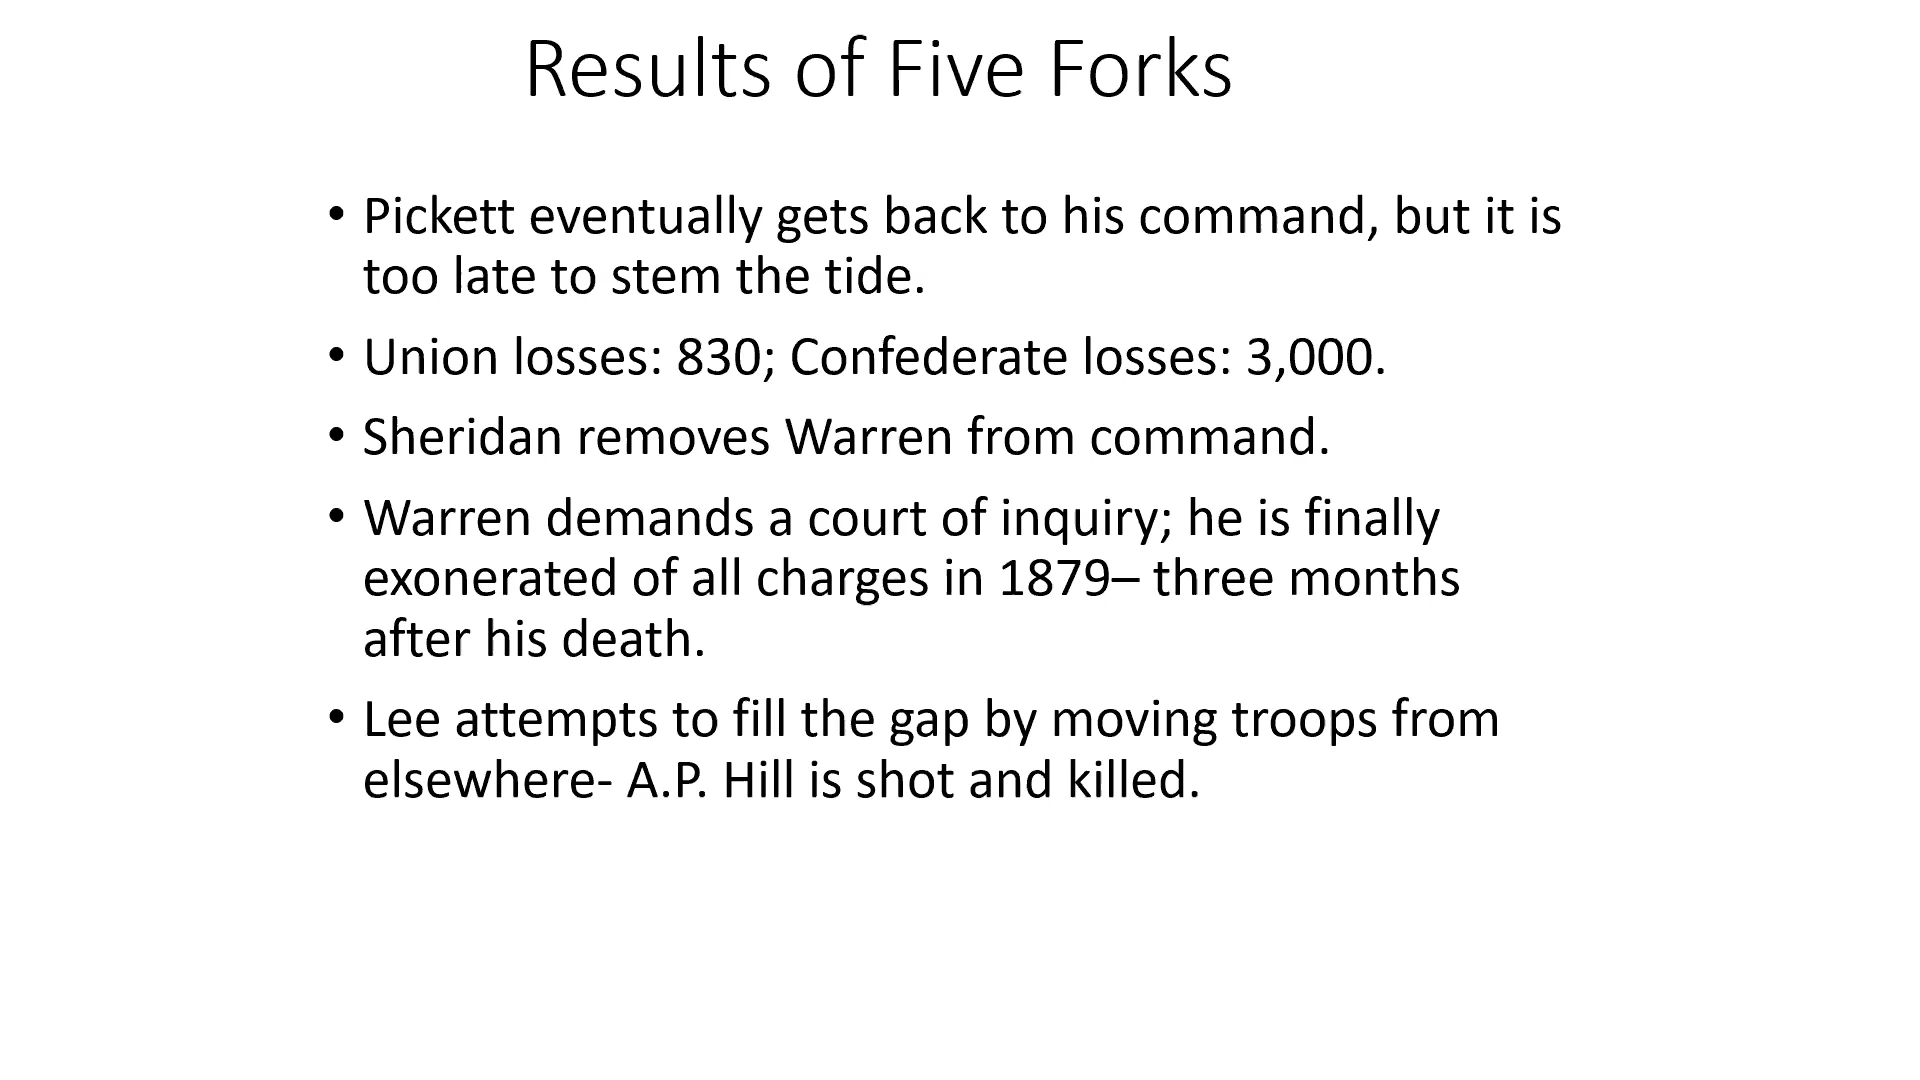 Results of Five Forks
• Pickett eventually gets back to his command, but it is
too late to stem the tide.
• Union losses: 830; Confederate losses: 3,000.
• Sheridan removes Warren from command.
• Warren demands a court of inquiry; he is finally
exonerated of all charges in 1879– three months
after his death.
• Lee attempts to fill the gap by moving troops from
elsewhere- A.P. Hill is shot and killed.